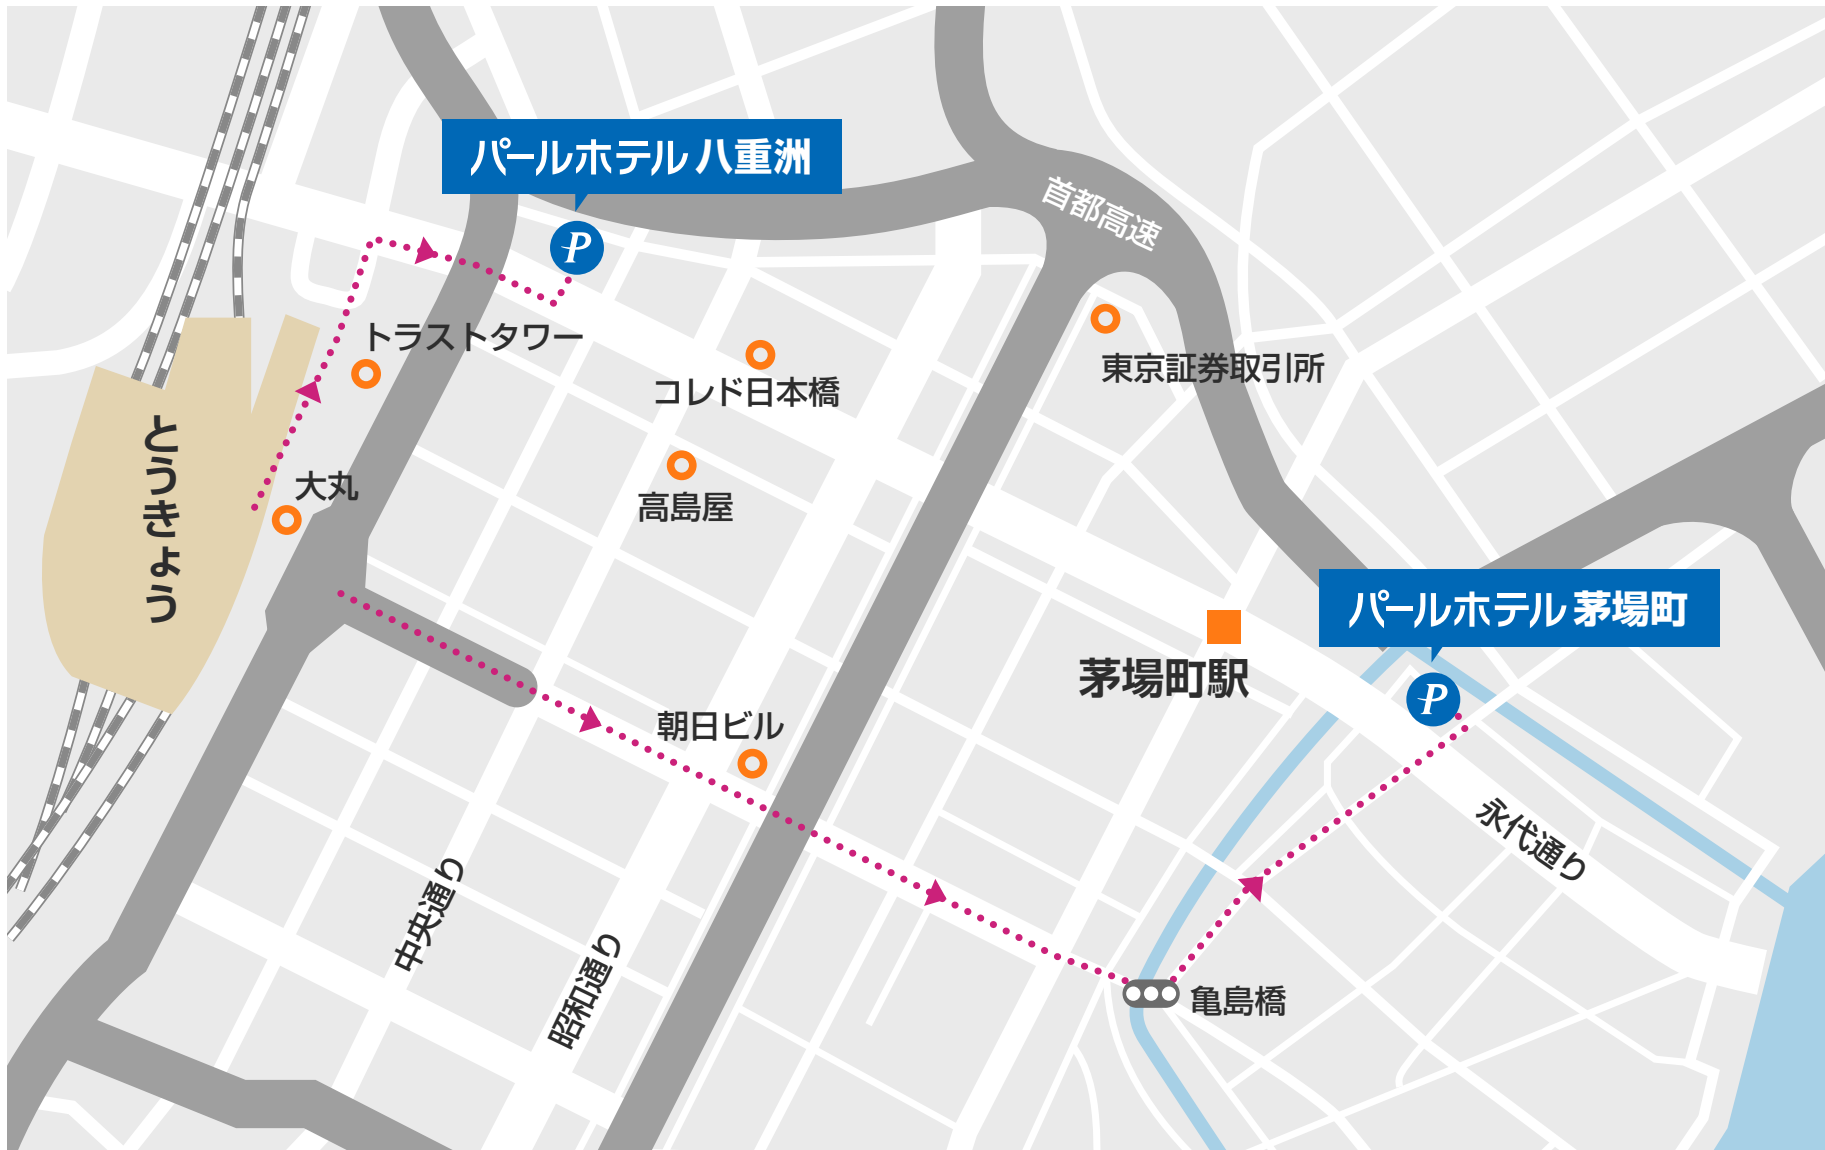 パールホテル 八重洲
P
首都高速
トラストタワー
コレド日本橋
東京証券取引所
とうきょう
大丸
高島屋
パールホテル 茅場町
P
茅場町駅
朝日ビル
永代通り
中央通り
昭和通り
亀島橋